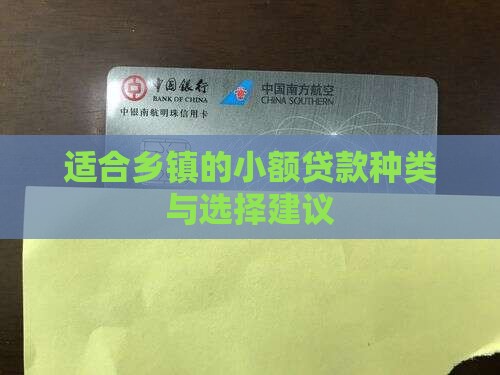 中国银行
BANK OF CHINA
中国南方航空
CHINA SOUTHERN
中银南航明珠信用卡
适合乡镇的小额贷款种类
与选择建议